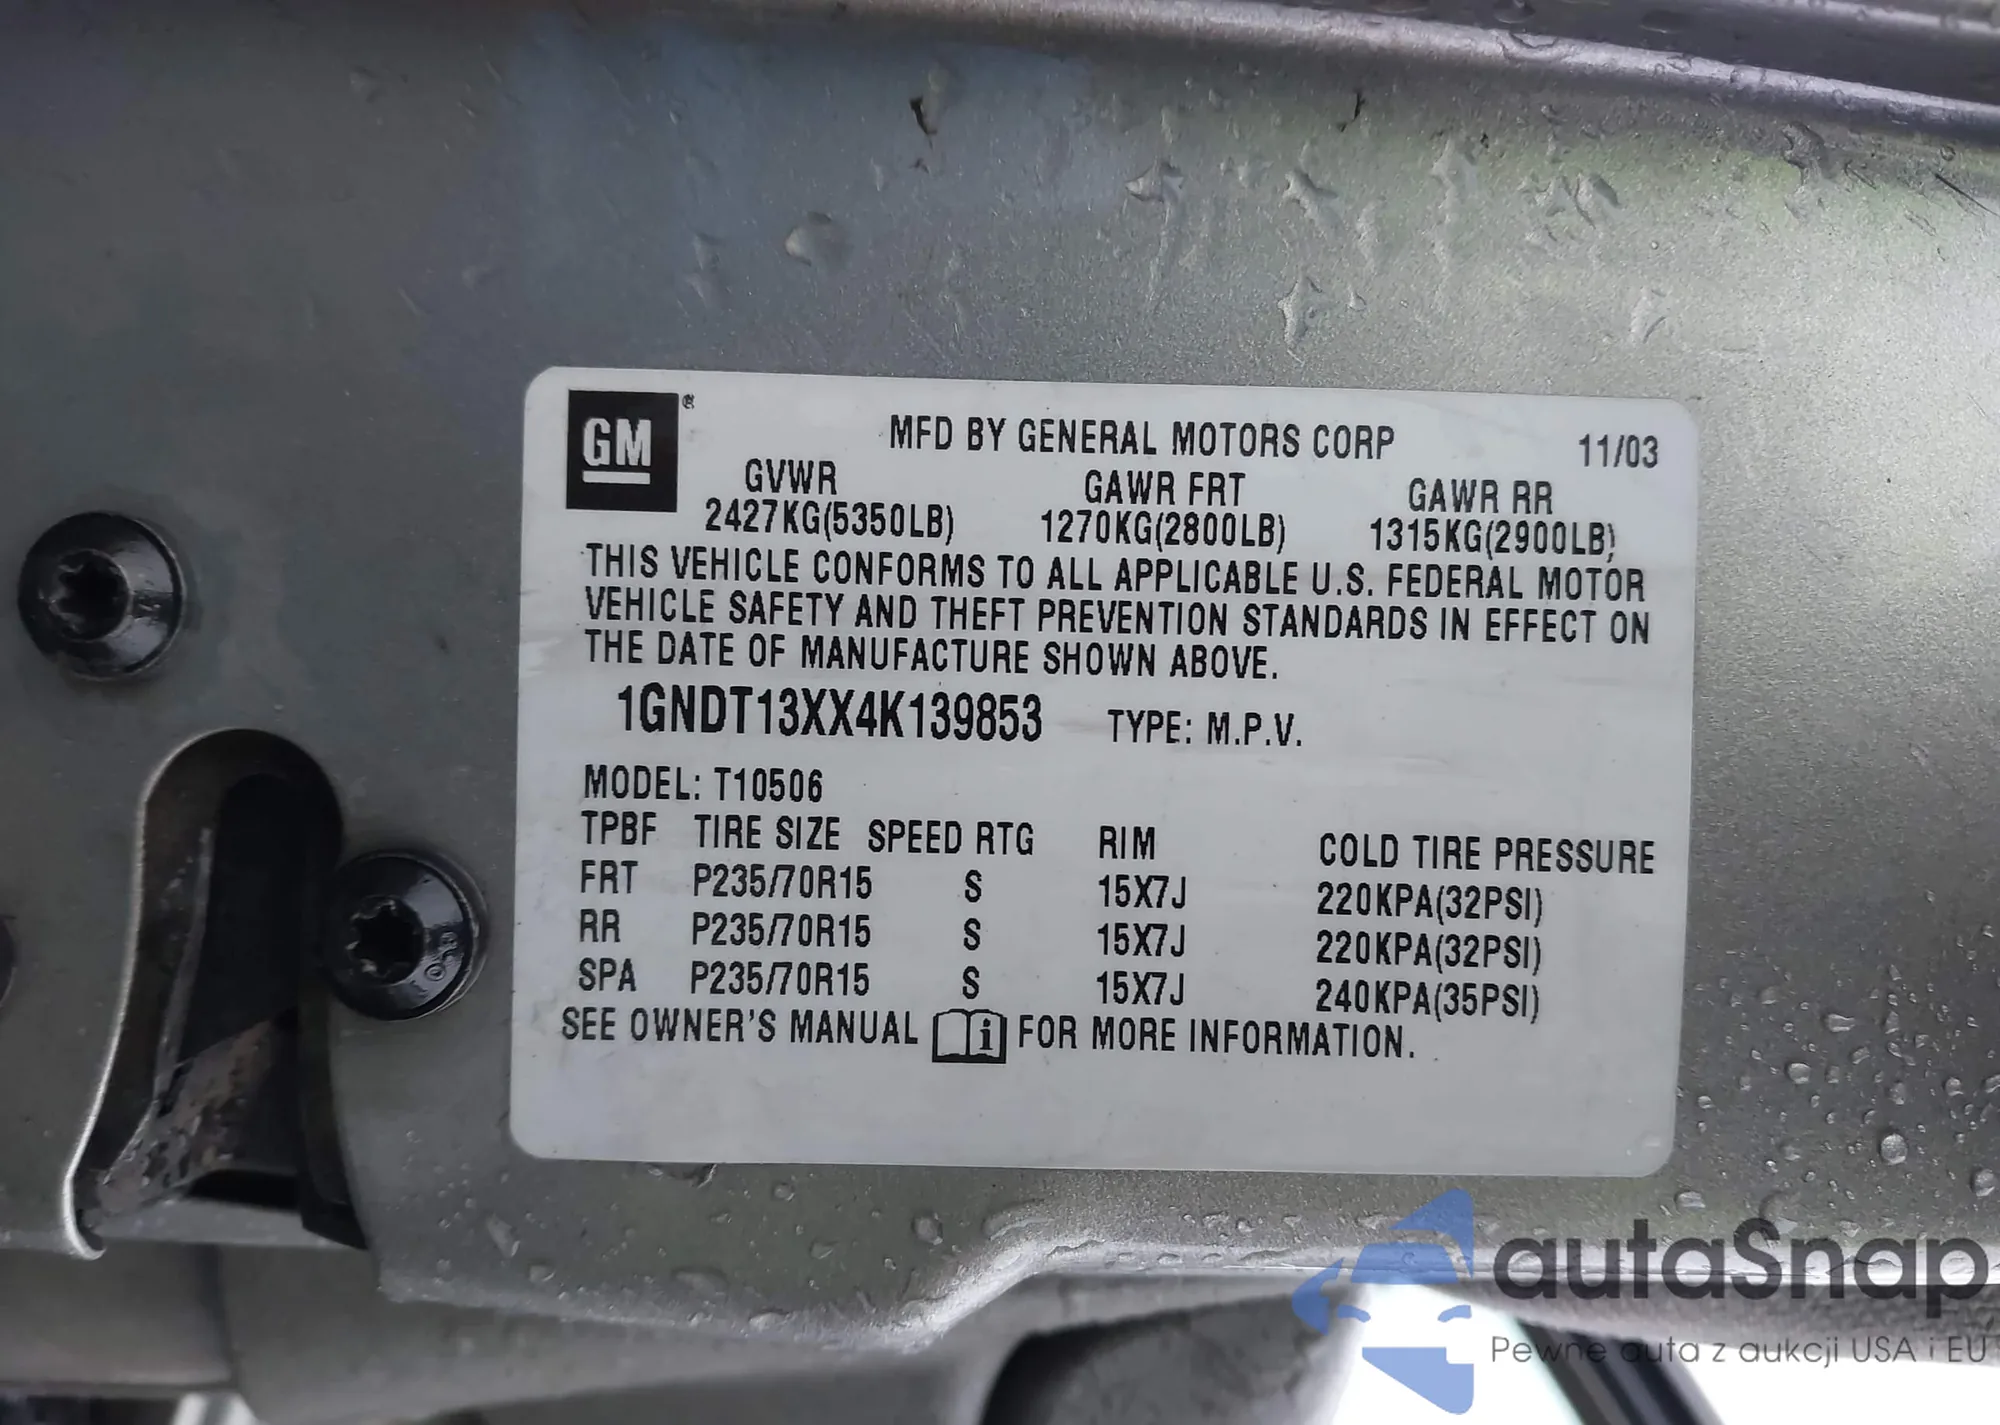 GM ®
MFD BY GENERAL MOTORS CORP 11/03
GVWR GAWR FRT GAWR RR
2427KG(5350LB) 1270KG(2800LB) 1315KG(2900LB)
THIS VEHICLE CONFORMS TO ALL APPLICABLE U.S. FEDERAL MOTOR
VEHICLE SAFETY AND THEFT PREVENTION STANDARDS IN EFFECT ON
THE DATE OF MANUFACTURE SHOWN ABOVE.
1GNDT13XX4K139853 TYPE: M.P.V.
MODEL: T10506
TPBF TIRE SIZE SPEED RTG RIM COLD TIRE PRESSURE
FRT P235/70R15 S 15X7J 220KPA(32PSI)
RR P235/70R15 S 15X7J 220KPA(32PSI)
SPA P235/70R15 S 15X7J 240KPA(35PSI)
SEE OWNER'S MANUAL i FOR MORE INFORMATION.
autaSnap
Pewne auta z aukcji USA i EU